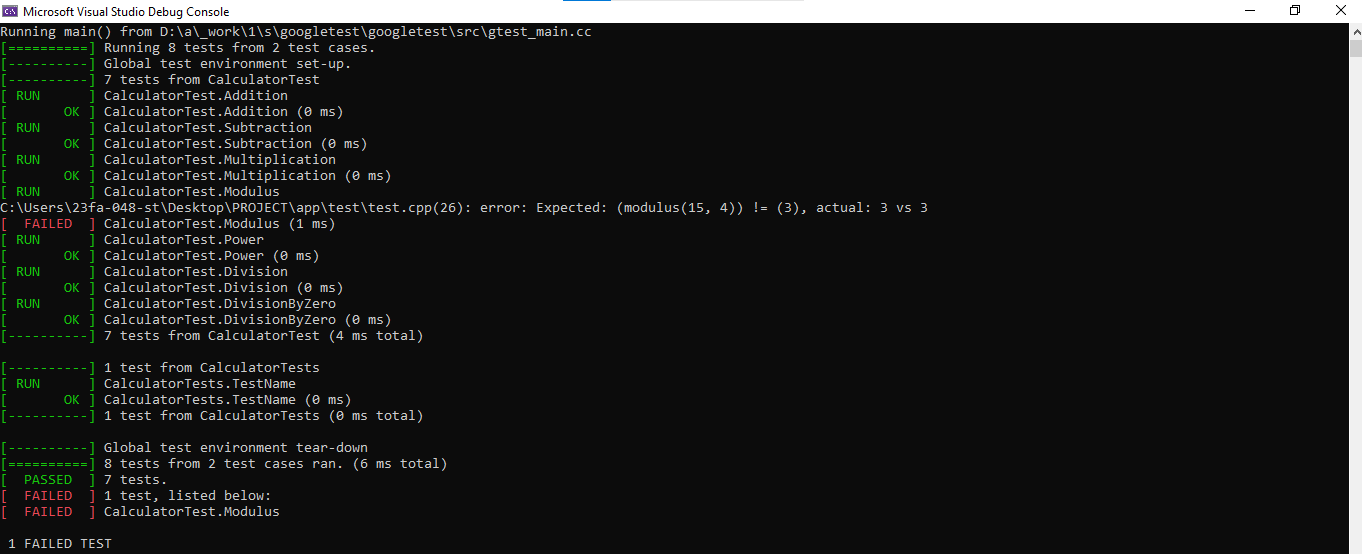 Microsoft Visual Studio Debug Console
Running main() from D:\a\_work\1\s\googletest\googletest\src\gtest_main.cc
[==========] Running 8 tests from 2 test cases.
[----------] Global test environment set-up.
[----------] 7 tests from CalculatorTest
[ RUN      ] CalculatorTest.Addition
[       OK ] CalculatorTest.Addition (0 ms)
[ RUN      ] CalculatorTest.Subtraction
[       OK ] CalculatorTest.Subtraction (0 ms)
[ RUN      ] CalculatorTest.Multiplication
[       OK ] CalculatorTest.Multiplication (0 ms)
[ RUN      ] CalculatorTest.Modulus
C:\Users\23fa-048-st\Desktop\PROJECT\app\test\test.cpp(26): error: Expected: (modulus(15, 4)) != (3), actual: 3 vs 3
[  FAILED  ] CalculatorTest.Modulus (1 ms)
[ RUN      ] CalculatorTest.Power
[       OK ] CalculatorTest.Power (0 ms)
[ RUN      ] CalculatorTest.Division
[       OK ] CalculatorTest.Division (0 ms)
[ RUN      ] CalculatorTest.DivisionByZero
[       OK ] CalculatorTest.DivisionByZero (0 ms)
[----------] 7 tests from CalculatorTest (4 ms total)
[----------] 1 test from CalculatorTests
[ RUN      ] CalculatorTests.TestName
[       OK ] CalculatorTests.TestName (0 ms)
[----------] 1 test from CalculatorTests (0 ms total)
[----------] Global test environment tear-down
[==========] 8 tests from 2 test cases ran. (6 ms total)
[  PASSED  ] 7 tests.
[  FAILED  ] 1 test, listed below:
[  FAILED  ] CalculatorTest.Modulus
1 FAILED TEST